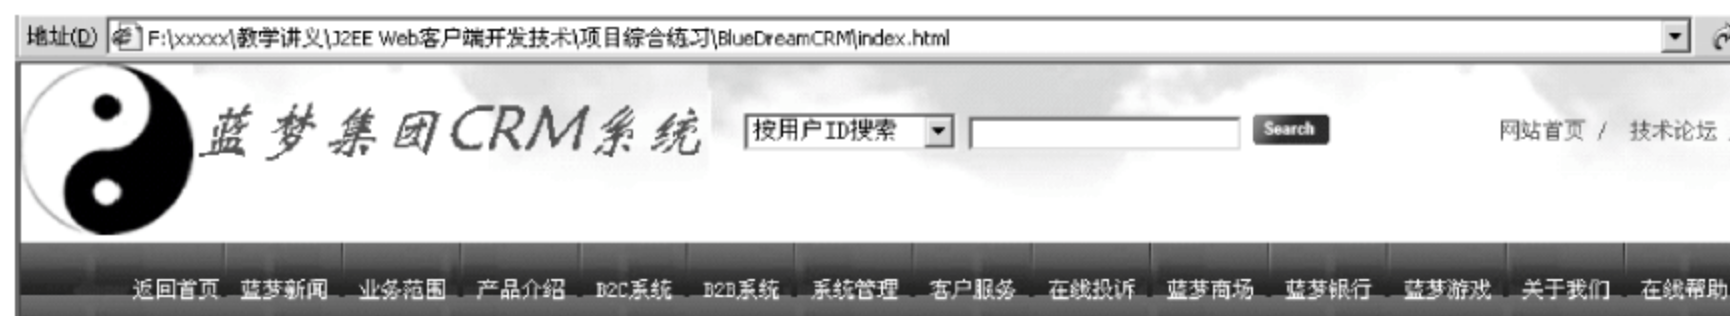 地址(D) F:\xxxxx\教学讲义\J2EE Web客户端开发技术\项目综合练习\BlueDreamCRM\index.html
蓝梦集团CRM系统 按用户ID搜索 Search 网站首页 / 技术论坛
返回首页 蓝梦新闻 业务范围 产品介绍 B2C系统 B2B系统 系统管理 客户服务 在线投诉 蓝梦商场 蓝梦银行 蓝梦游戏 关于我们 在线帮助